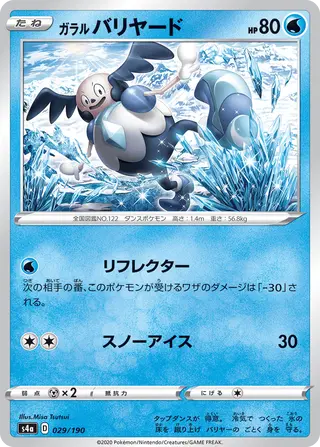 たね ガラル バリヤード HP80
全国図鑑NO.122 ダンスポケモン 高さ：1.4m 重さ：56.8kg
リフレクター
次の相手の番、このポケモンが受けるワザのダメージは「-30」される。
スノーアイス 30
弱点 ×2 抵抗力 にげる
Illus.Misa Tsutsui
s4a D 029/190
タップダンスが 得意。 冷気で つくった 氷の
床を 蹴り上げ バリヤーの ごとく 身を 守る。
©2020 Pokémon/Nintendo/Creatures/GAME FREAK.